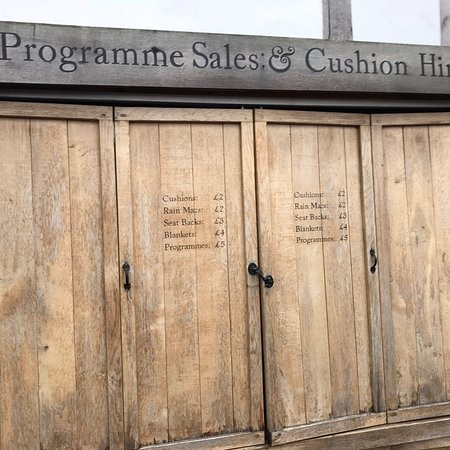 Programme Sales: & Cushion Hir
Cushions: £2
Rain Macs: £2
Seat Backs: £3
Blankets: £4
Programmes: £5
Cushions: £2
Rain Macs: £2
Seat Backs: £3
Blankets: £4
Programmes: £5